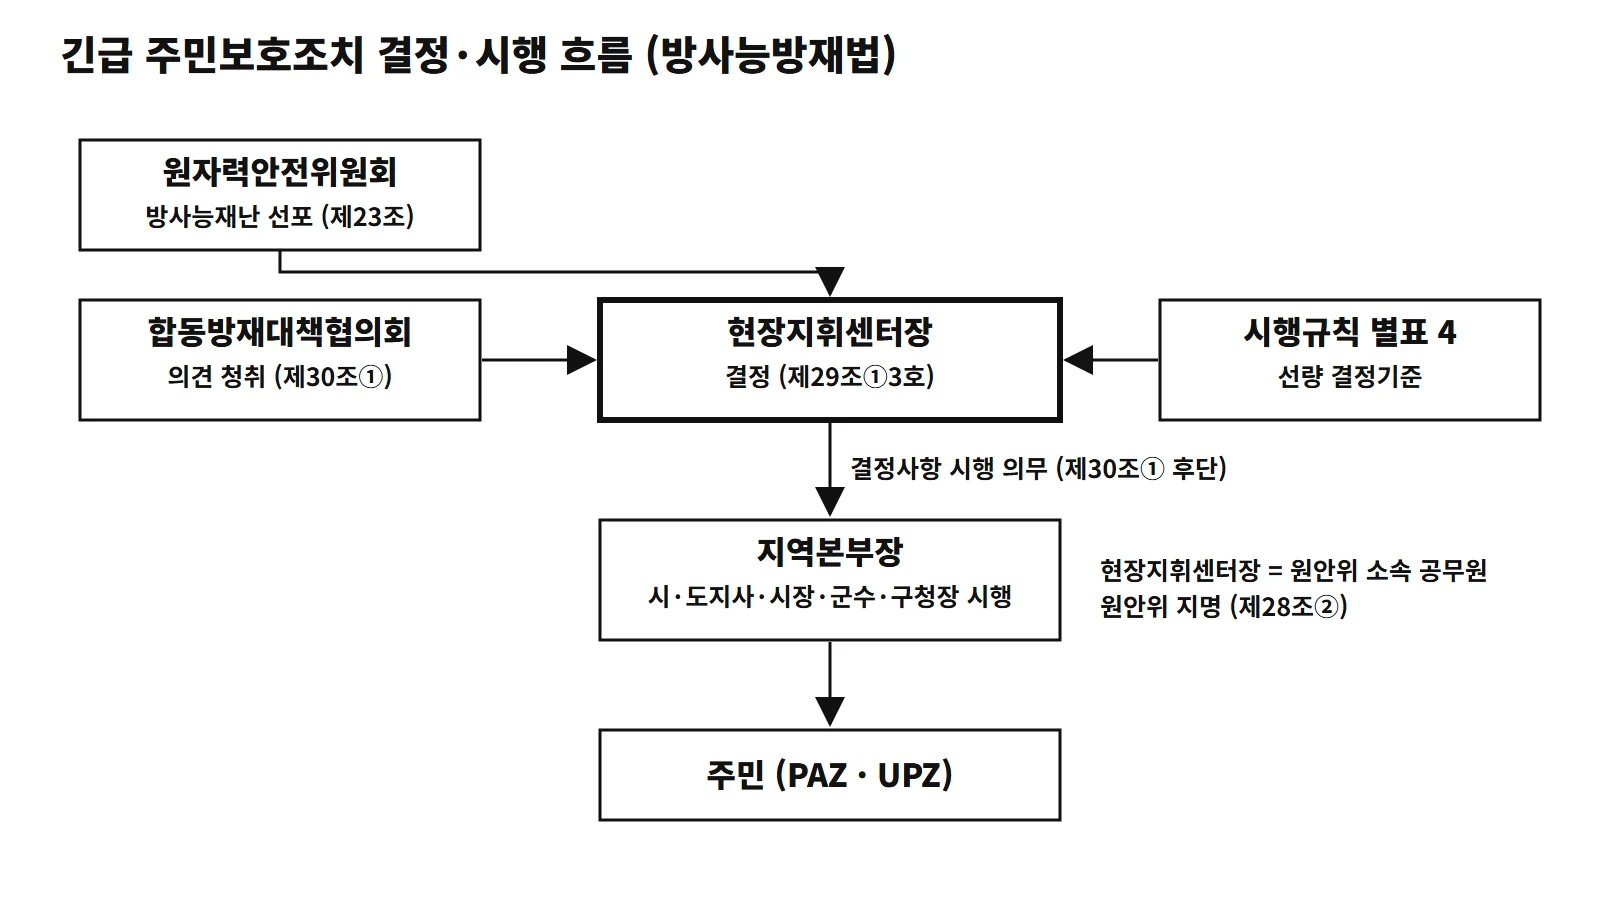 긴급 주민보호조치 결정·시행 흐름 (방사능방재법)
원자력안전위원회
방사능재난 선포 (제23조)
합동방재대책협의회
의견 청취 (제30조①)
현장지휘센터장
결정 (제29조①3호)
시행규칙 별표 4
선량 결정기준
결정사항 시행 의무 (제30조① 후단)
지역본부장
시·도지사·시장·군수·구청장 시행
현장지휘센터장 = 원안위 소속 공무원
원안위 지명 (제28조②)
주민 (PAZ · UPZ)